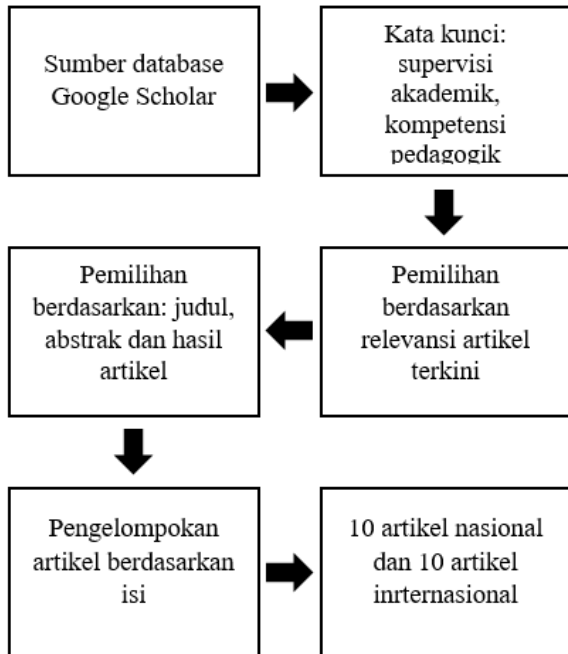 Sumber database
Google Scholar
Kata kunci:
supervisi
akademik,
kompetensi
pedagogik
Pemilihan
berdasarkan
relevansi artikel
terkini
Pemilihan
berdasarkan: judul,
abstrak dan hasil
artikel
Pengelompokan
artikel berdasarkan
isi
10 artikel nasional
dan 10 artikel
inrternasional